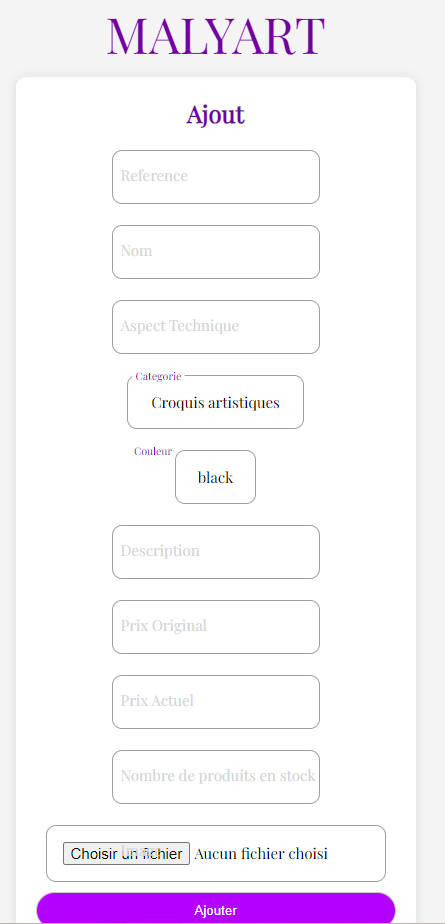 MALYART
Ajout
Reference
Nom
Aspect Technique
Categorie
Croquis artistiques
Couleur
black
Description
Prix Original
Prix Actuel
Nombre de produits en stock
Choisir un fichier Aucun fichier choisi
Ajouter